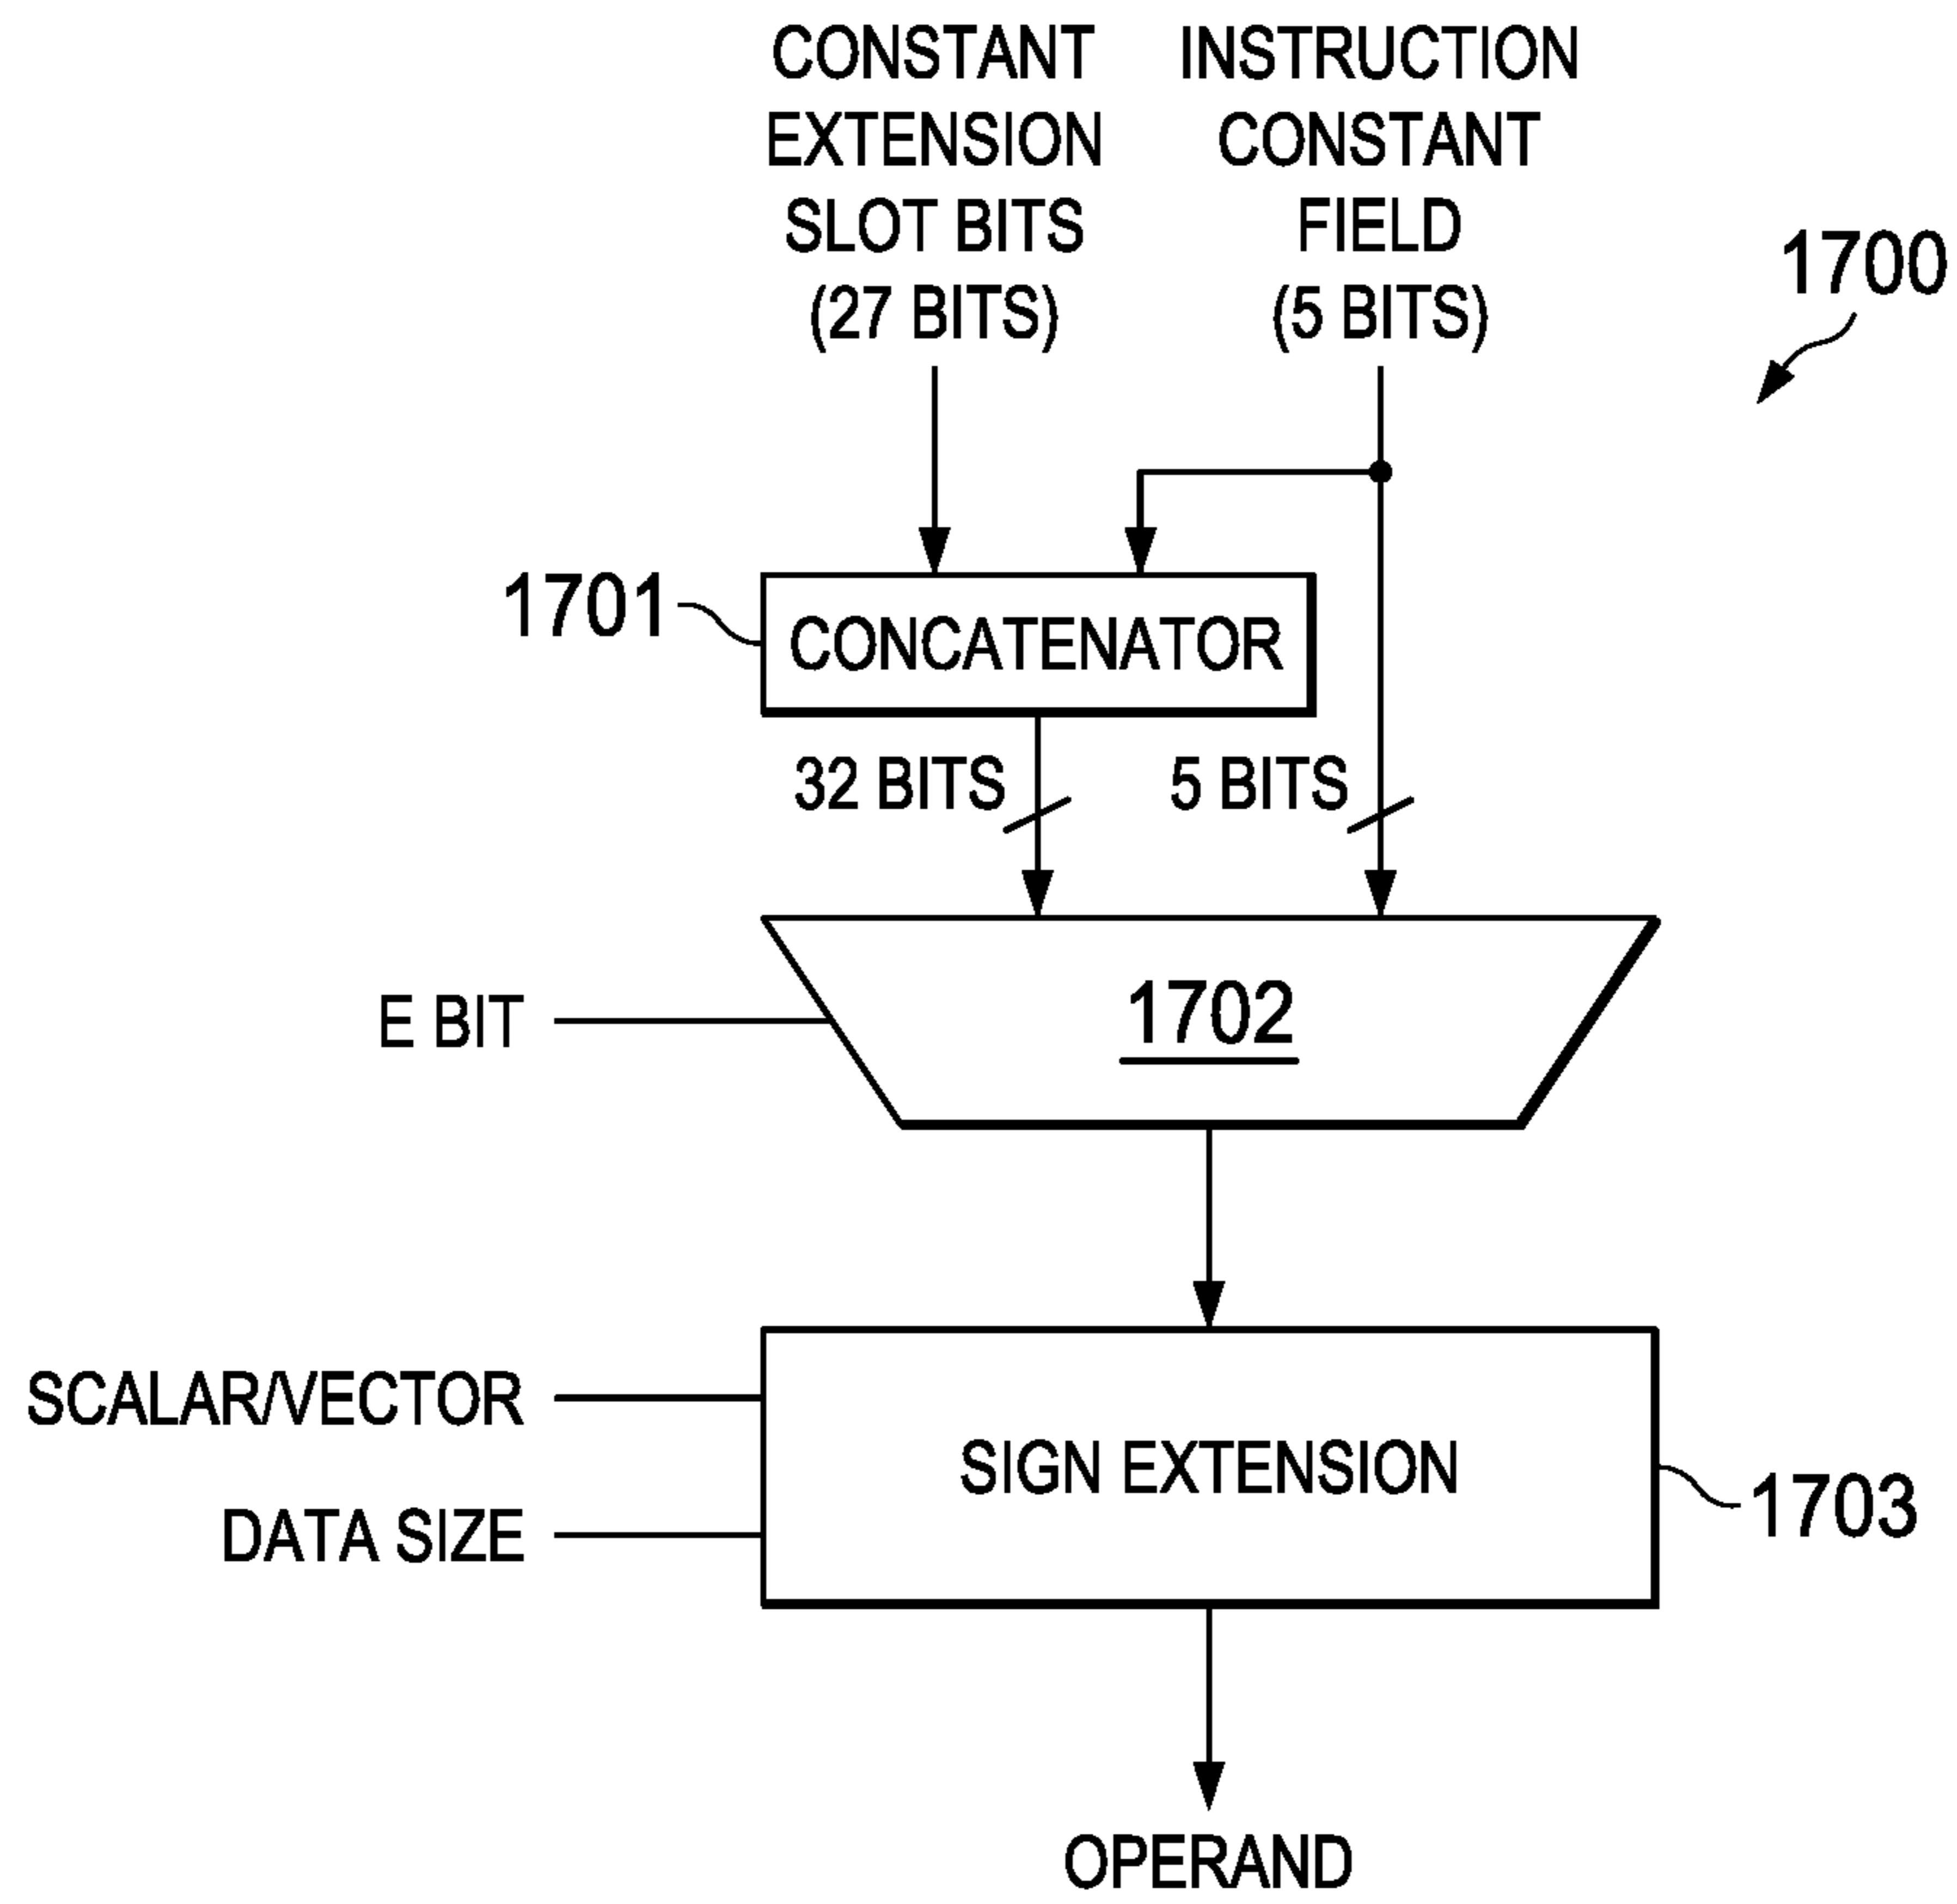 CONSTANT
EXTENSION
SLOT BITS
(27 BITS)
INSTRUCTION
CONSTANT
FIELD
(5 BITS)
1700
1701
CONCATENATOR
32 BITS
5 BITS
E BIT
1702
SCALAR/VECTOR
DATA SIZE
SIGN EXTENSION
1703
OPERAND